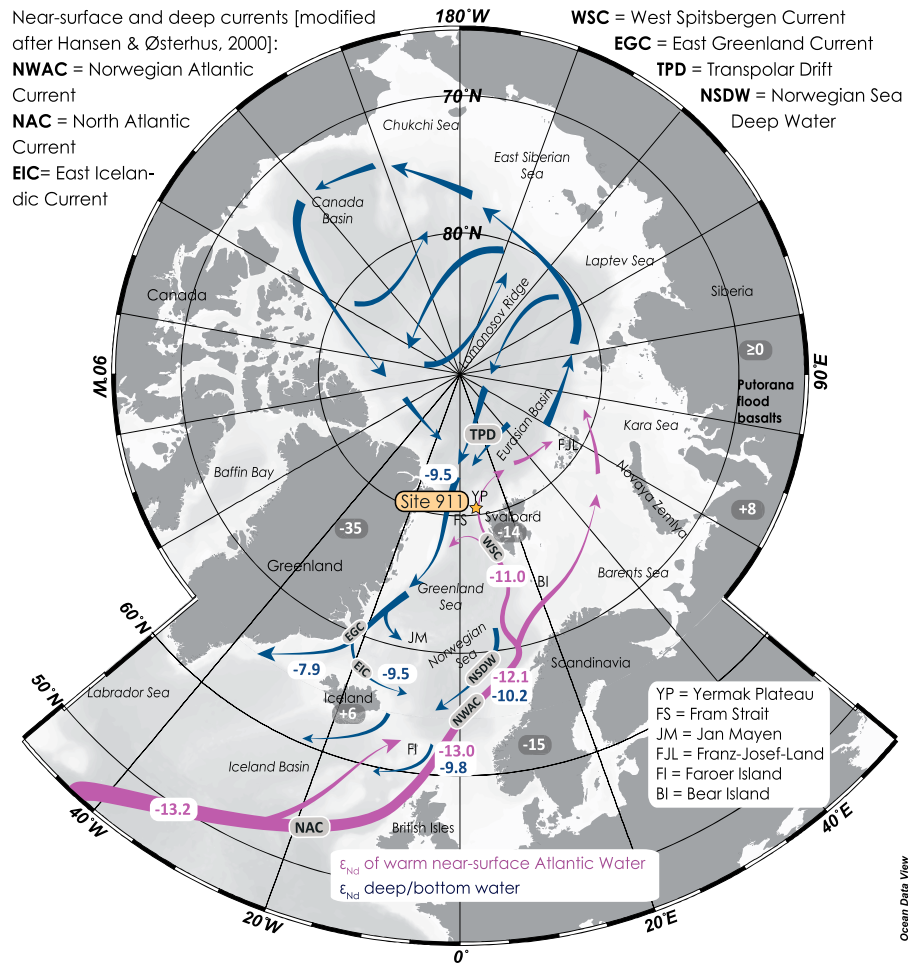 Near-surface and deep currents [modified
after Hansen & Østerhus, 2000]:
NWAC = Norwegian Atlantic
Current
NAC = North Atlantic
Current
EIC= East Icelan-
dic Current
WSC = West Spitsbergen Current
EGC = East Greenland Current
TPD = Transpolar Drift
NSDW = Norwegian Sea
Deep Water
180°W
70°N
Chukchi Sea
East Siberian
Sea
Canada
Basin
80°N
Laptev Sea
Canada
Siberia
Lomonosov Ridge
≥0
90°W
90°E
Putorana
flood
basalts
Eurasian Basin
Kara Sea
TPD
FJL
Baffin Bay
-9.5
Novaya Zemlya
YP
Site 911
Svalbard
FS
+8
-35
-14
WSC
Greenland
-11.0
BI
Barents Sea
Greenland
Sea
60°N
EGC
JM
Norwegian
Sea
Scandinavia
-7.9
EIC
-9.5
NSDW
-12.1
-10.2
50°N
Labrador Sea
Iceland
+6
NWAC
YP = Yermak Plateau
FS = Fram Strait
JM = Jan Mayen
FJL = Franz-Josef-Land
FI = Faroer Island
BI = Bear Island
-15
FI
-13.0
-9.8
Iceland Basin
40°W
-13.2
NAC
British Isles
40°E
εNd of warm near-surface Atlantic Water
εNd deep/bottom water
20°W
20°E
0°
Ocean Data View